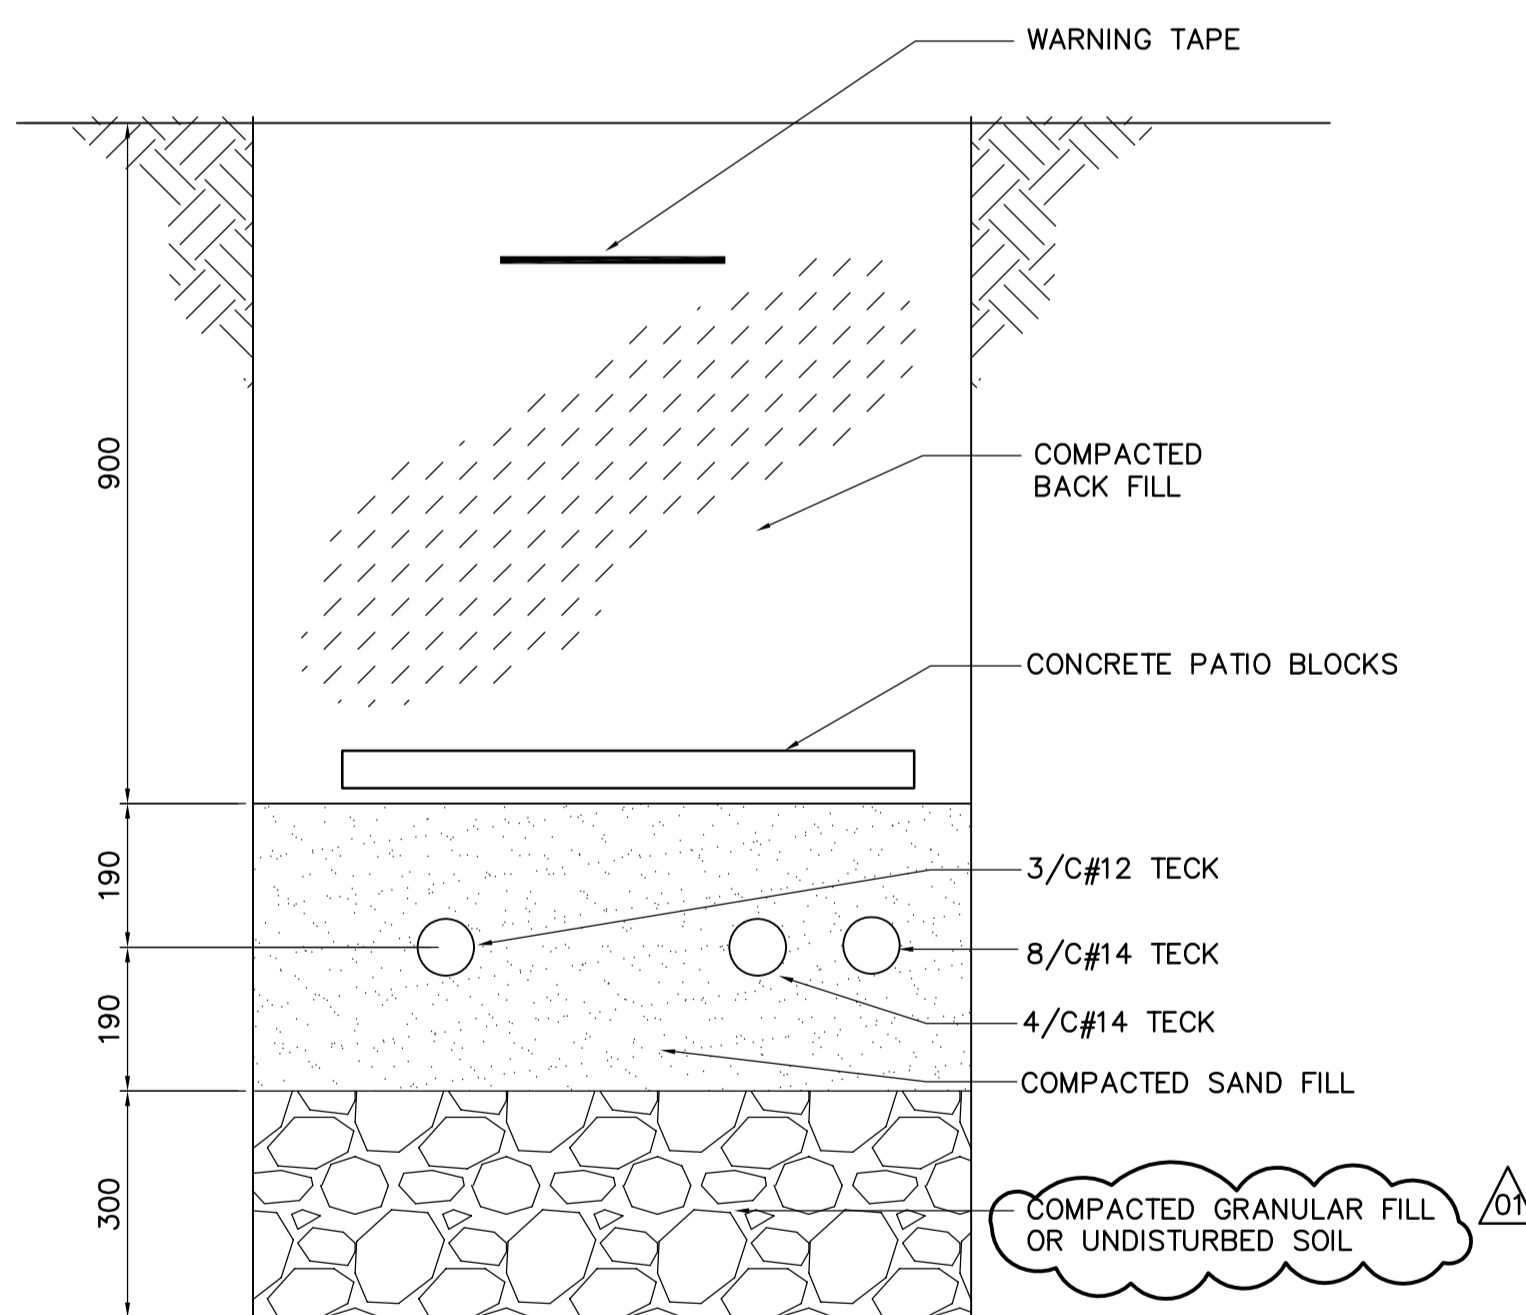 WARNING TAPE
900
COMPACTED
BACK FILL
CONCRETE PATIO BLOCKS
190
3/C#12 TECK
8/C#14 TECK
190
4/C#14 TECK
COMPACTED SAND FILL
300
COMPACTED GRANULAR FILL
OR UNDISTURBED SOIL
01